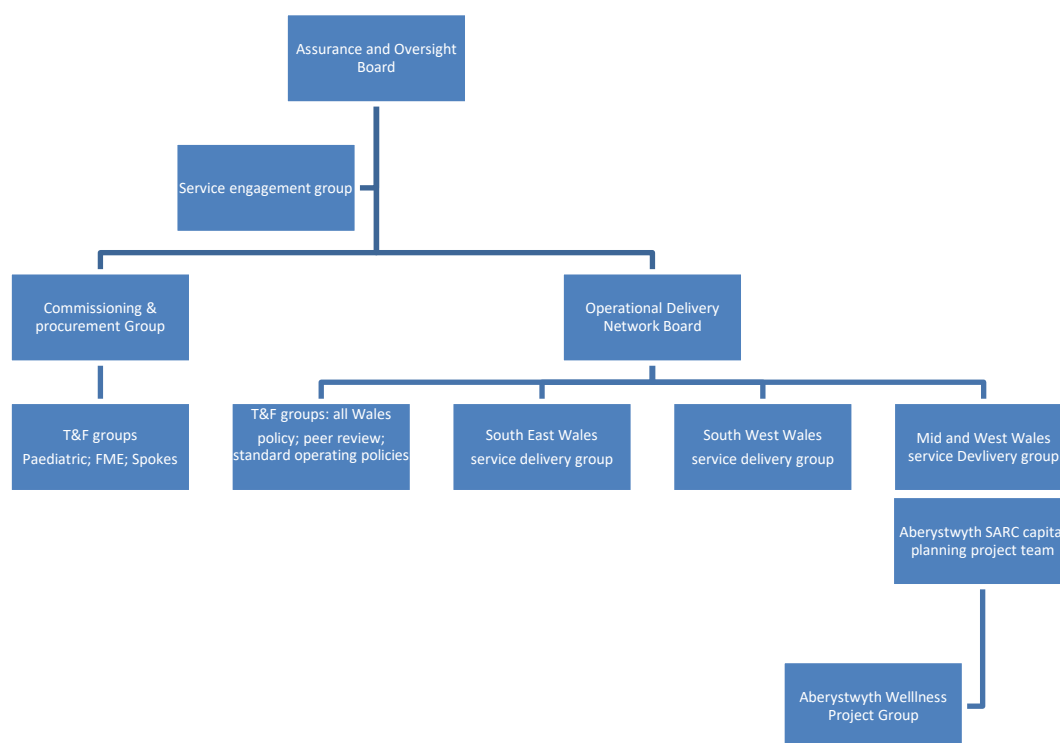 Assurance and Oversight
Board
Service engagement group
Commissioning &
procurement Group
Operational Delivery
Network Board
T&F groups
Paediatric; FME; Spokes
T&F groups: all Wales
policy; peer review;
standard operating policies
South East Wales
service delivery group
South West Wales
service delivery group
Mid and West Wales
service Devlivery group
Aberystwyth SARC capital
planning project team
Aberystwyth Welllness
Project Group